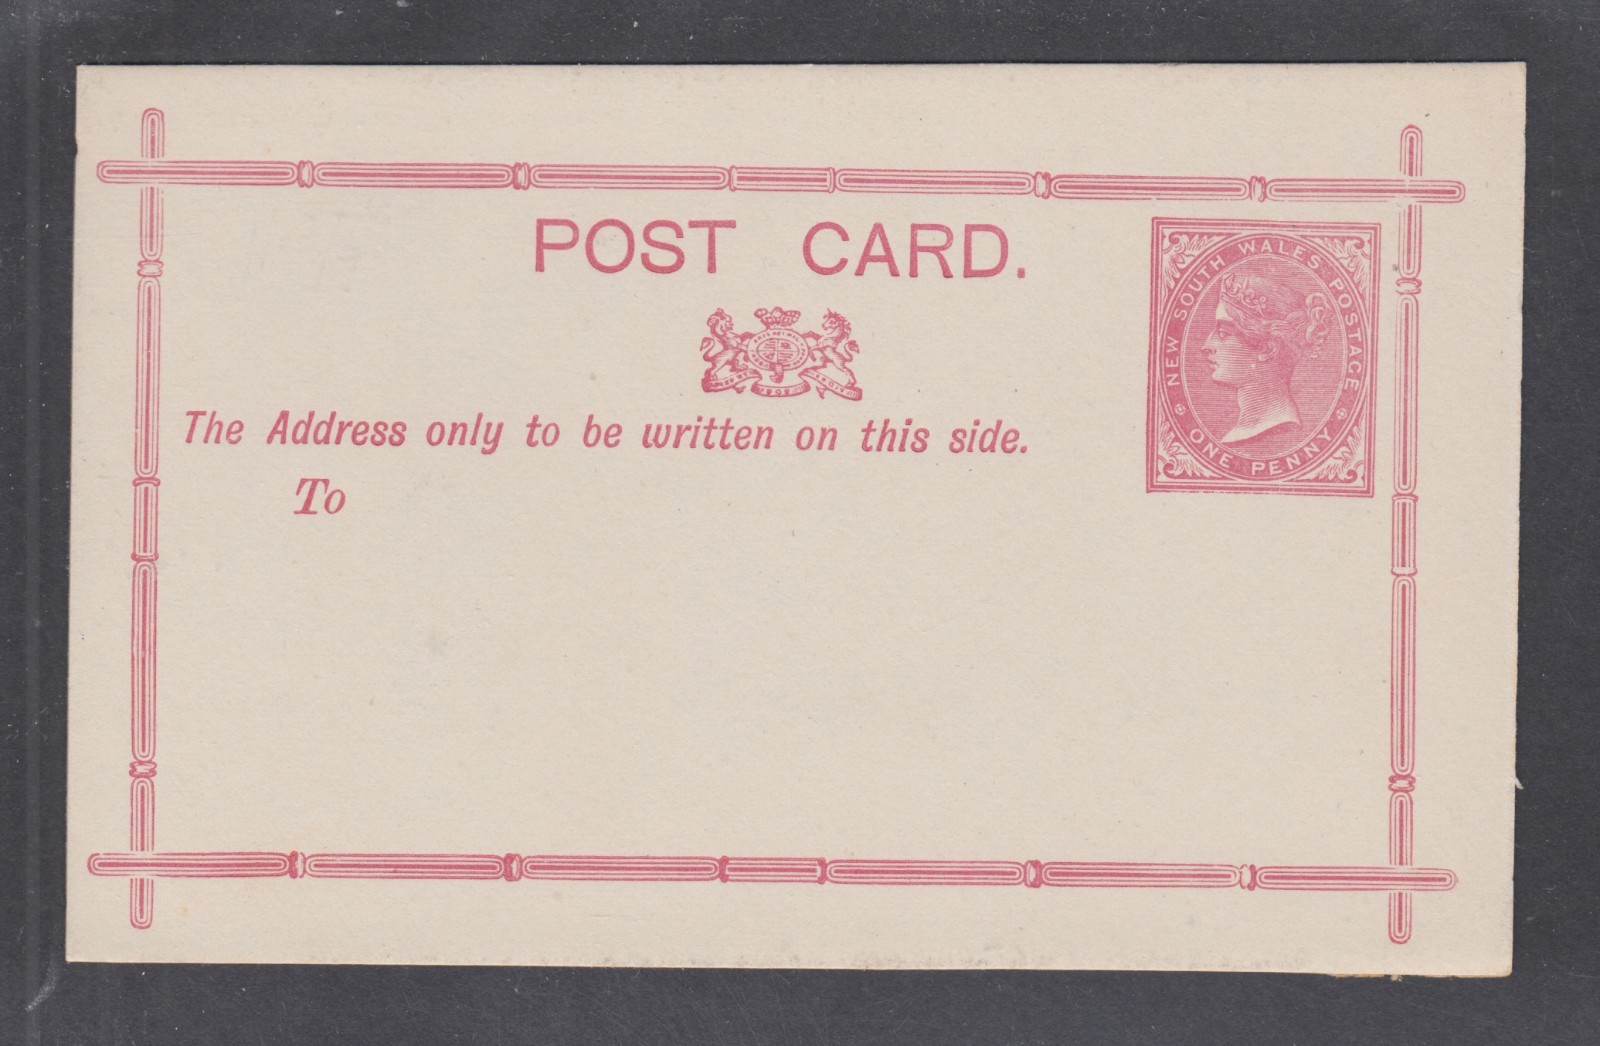 POST CARD.
NEW SOUTH WALES POSTAGE
ONE PENNY
The Address only to be written on this side.
To